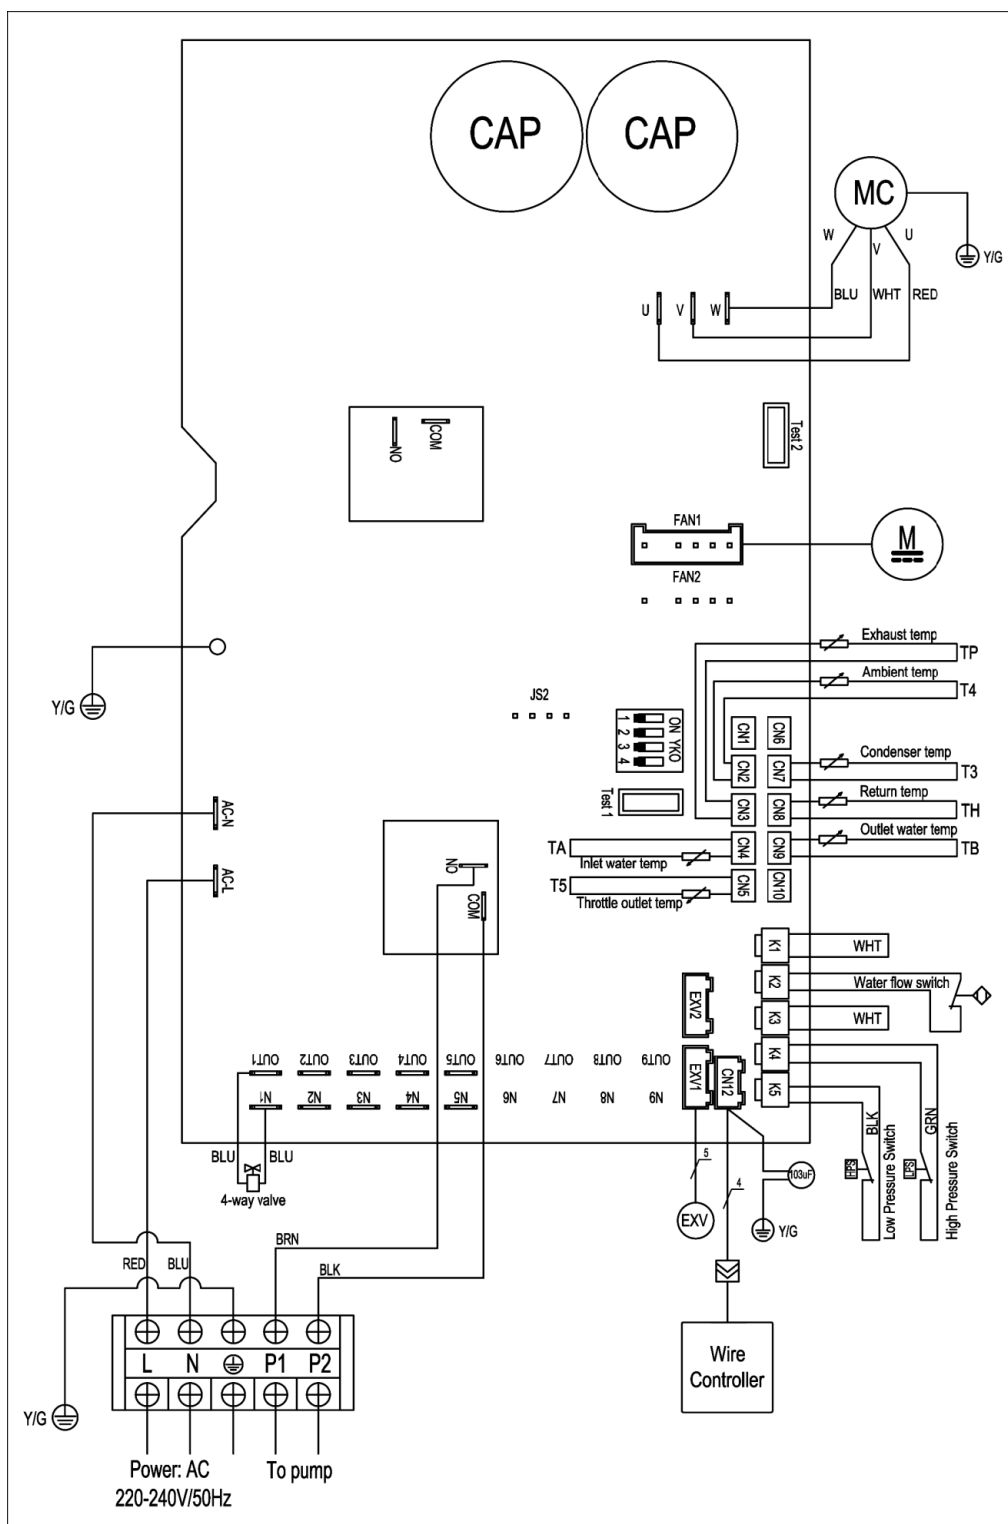 CAP
CAP
MC
W
V
U
Y/G
BLU
WHT
RED
U
V
W
COM
NO
Test 2
FAN1
M
FAN2
Exhaust temp
TP
Ambient temp
T4
Y/G
JS2
1
2
3
4
ON YKO
CN1
CN6
CN2
CN7
Condenser temp
T3
Test 1
CN3
CN8
Return temp
TH
AC-N
Outlet water temp
TA
CN4
CN9
TB
Inlet water temp
AC-L
NO
COM
T5
CN5
CN10
Throttle outlet temp
K1
WHT
K2
Water flow switch
EXV2
K3
WHT
OUT1
OUT2
OUT3
OUT4
OUT5
OUT6
OUT7
OUT8
OUT9
EXV1
CN12
K4
K5
N1
N2
N3
N4
N5
N6
N7
N8
N9
BLK
GRN
BLU
BLU
4-way valve
5
4
103uF
HPS
LPS
Low Pressure Switch
High Pressure Switch
EXV
Y/G
BRN
RED
BLU
BLK
L
N
P1
P2
Wire
Controller
Y/G
Power: AC
220-240V/50Hz
To pump